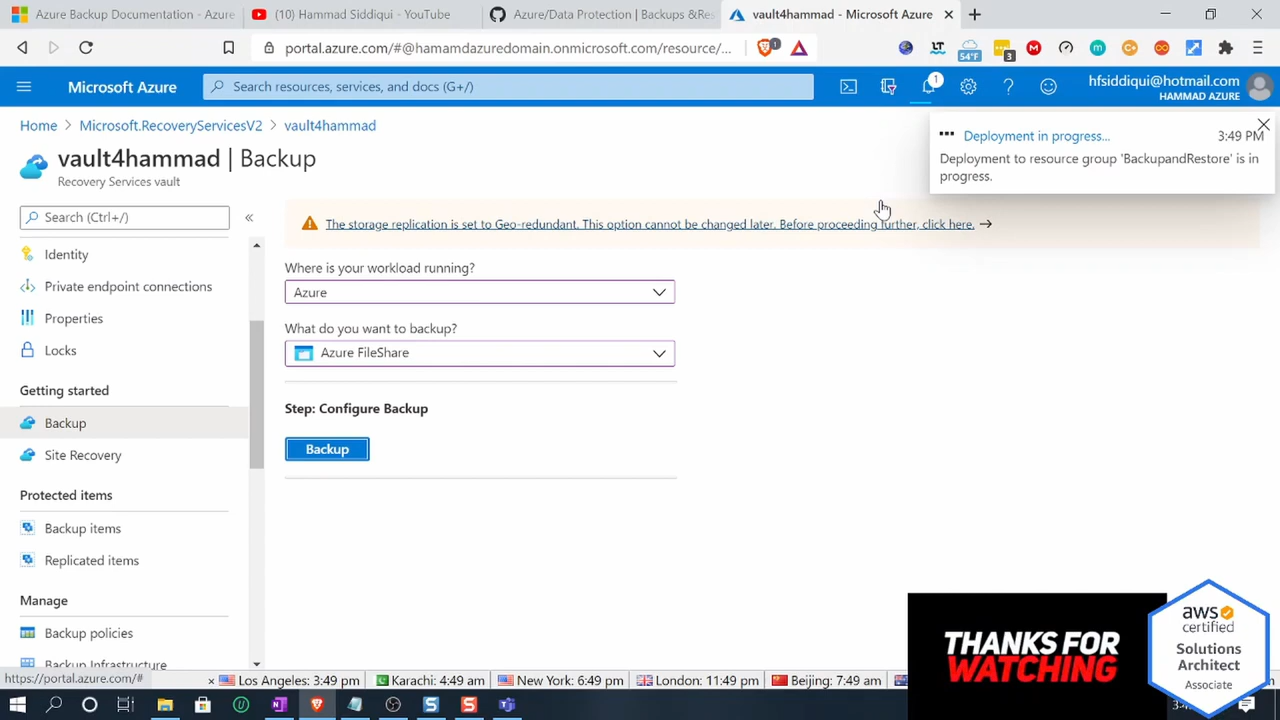 Azure Backup Documentation - Azure
(10) Hammad Siddiqui - YouTube
Azure/Data Protection | Backups &Res
vault4hammad - Microsoft Azure
portal.azure.com/#@hamamdazuredomain.onmicrosoft.com/resource/...
1
LT
54°F
3
M
m
Microsoft Azure
Search resources, services, and docs (G+/)
1
hfsiddiqui@hotmail.com
HAMMAD AZURE
Home > Microsoft.RecoveryServicesV2 > vault4hammad
Deployment in progress...
3:49 PM
Deployment to resource group 'BackupandRestore' is in
progress.
vault4hammad | Backup
Recovery Services vault
Search (Ctrl+/)
«
The storage replication is set to Geo-redundant. This option cannot be changed later. Before proceeding further, click here. →
Identity
Private endpoint connections
Properties
Locks
Getting started
Backup
Site Recovery
Protected items
Backup items
Replicated items
Manage
Backup policies
Backup Infrastructure
Where is your workload running?
Azure
What do you want to backup?
Azure FileShare
Step: Configure Backup
Backup
THANKS FOR
WATCHING
aws
certified
Solutions
Architect
Associate
https://portal.azure.com/#
Los Angeles: 3:49 pm
Karachi: 4:49 am
New York: 6:49 pm
London: 11:49 pm
Beijing: 7:49 am